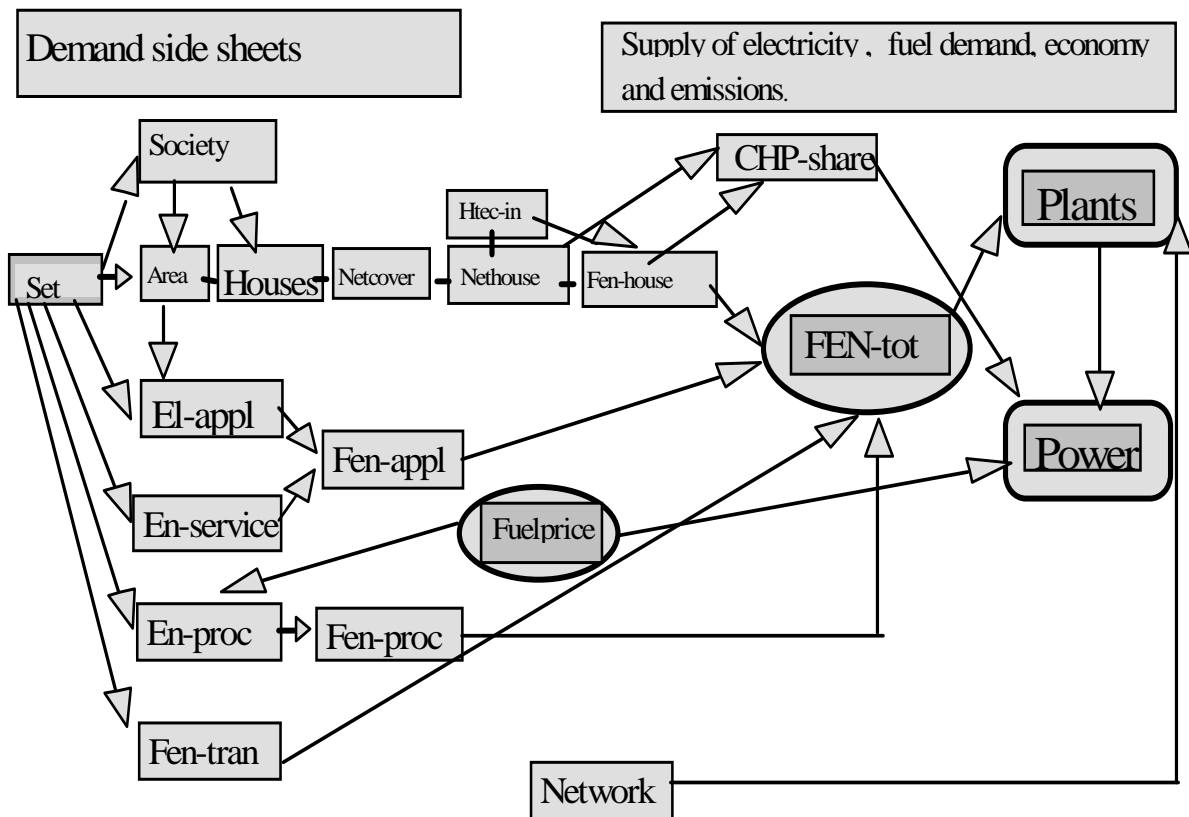 Demand side sheets
Supply of electricity , fuel demand, economy
and emissions.
Society
CHP-share
Plants
Htec-in
Set
Area
Houses
Netcover
Nethouse
Fen-house
FEN-tot
El-appl
Fen-appl
Power
En-service
Fuelprice
En-proc
Fen-proc
Fen-tran
Network